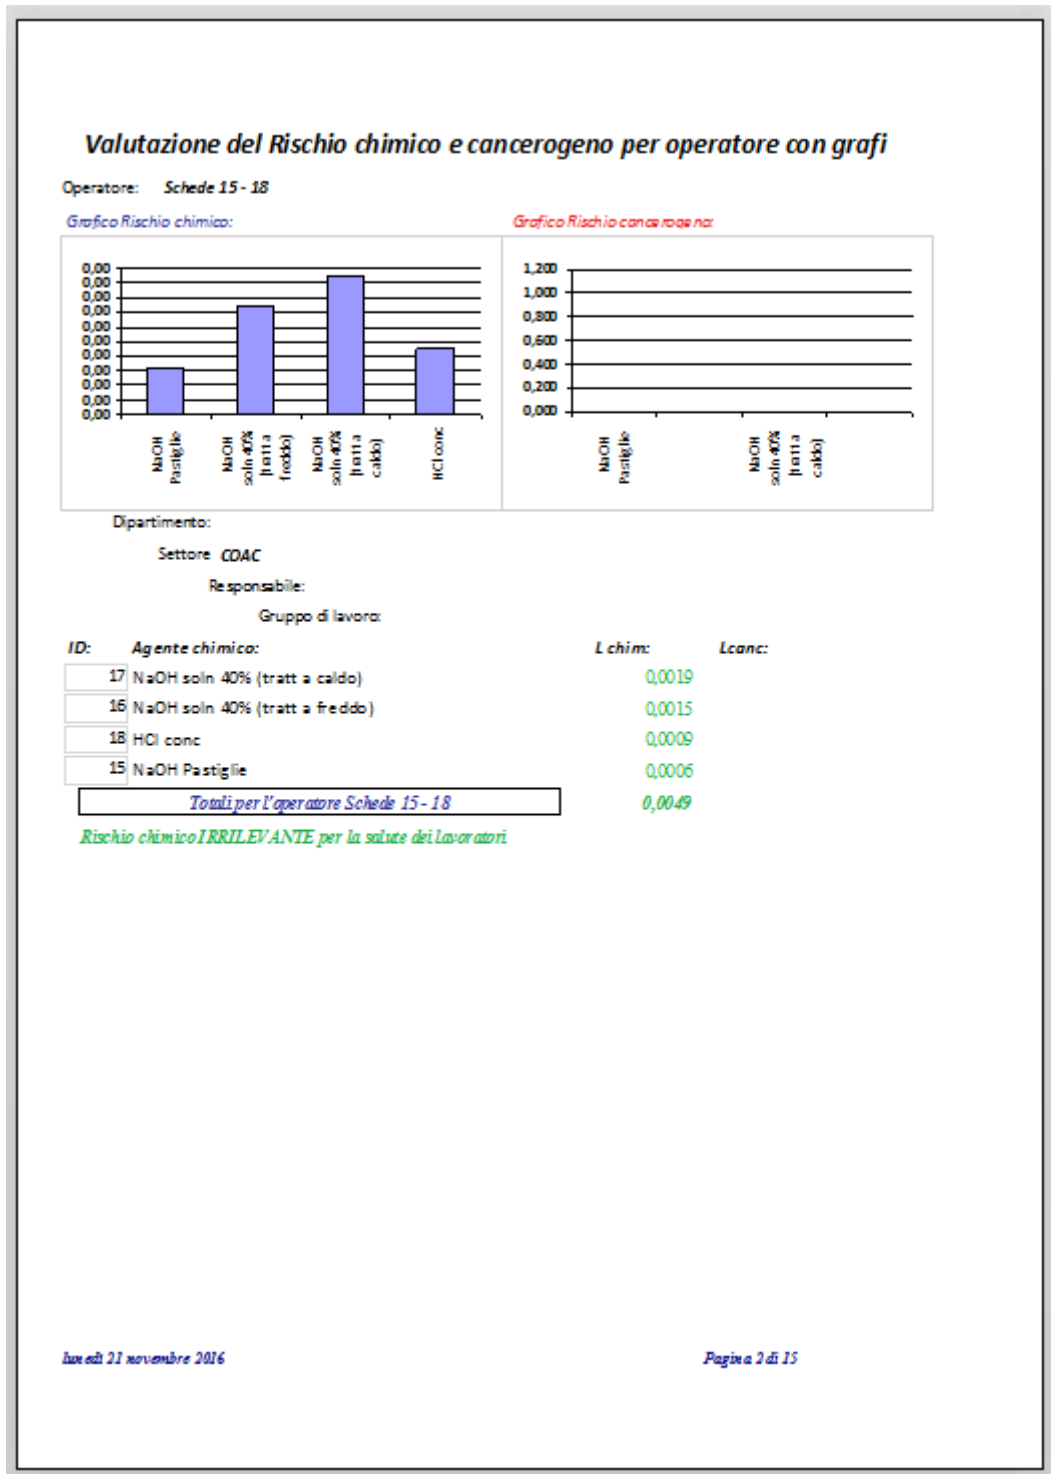 Valutazione del Rischio chimico e cancerogeno per operatore con grafi
Operatore: Schede 15 - 18
Grafico Rischio chimico: Grafico Rischio cancerogeno:
0,00
0,00
0,00
0,00
0,00
0,00
0,00
0,00
0,00
0,00
0,00
NaOH Pastiglie
NaOH soln 40% (tratt a freddo)
NaOH soln 40% (tratt a caldo)
HCl conc
1,200
1,000
0,800
0,600
0,400
0,200
0,000
NaOH Pastiglie
NaOH soln 40% (tratt a caldo)
Dipartimento:
Settore CDAC
Responsabile:
Gruppo di lavoro:
ID: Agente chimico: L chim: Lcanc:
17 NaOH soln 40% (tratt a caldo) 0,0019
16 NaOH soln 40% (tratt a freddo) 0,0015
18 HCl conc 0,0009
15 NaOH Pastiglie 0,0006
Totali per l'operatore Schede 15 - 18 0,0049
Rischio chimico IRRILEVANTE per la salute dei lavoratori
lunedì 21 novembre 2016 Pagina 2 di 15